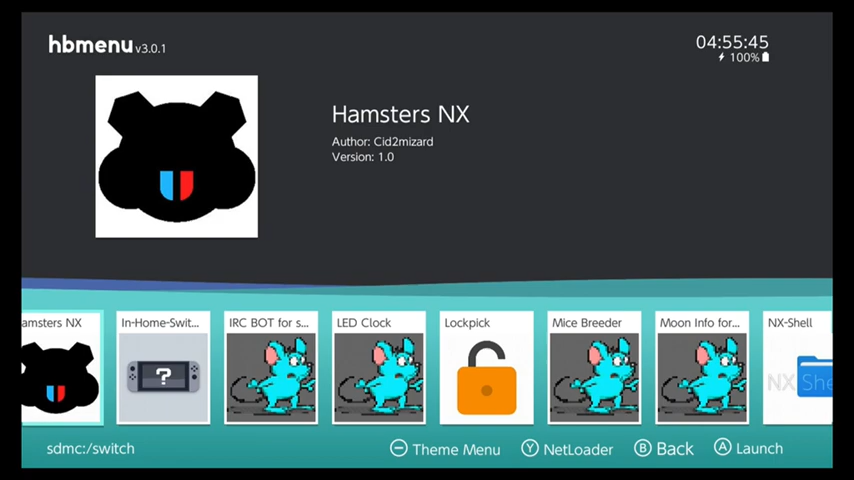 hbmenu v3.0.1
04:55:45
100%
Hamsters NX
Author: Cid2mizard
Version: 1.0
amsters NX
In-Home-Swit...
IRC BOT for s...
LED Clock
Lockpick
Mice Breeder
Moon Info for...
NX-Shell
?
NX She
sdmc:/switch
Theme Menu
Y NetLoader
B Back
A Launch